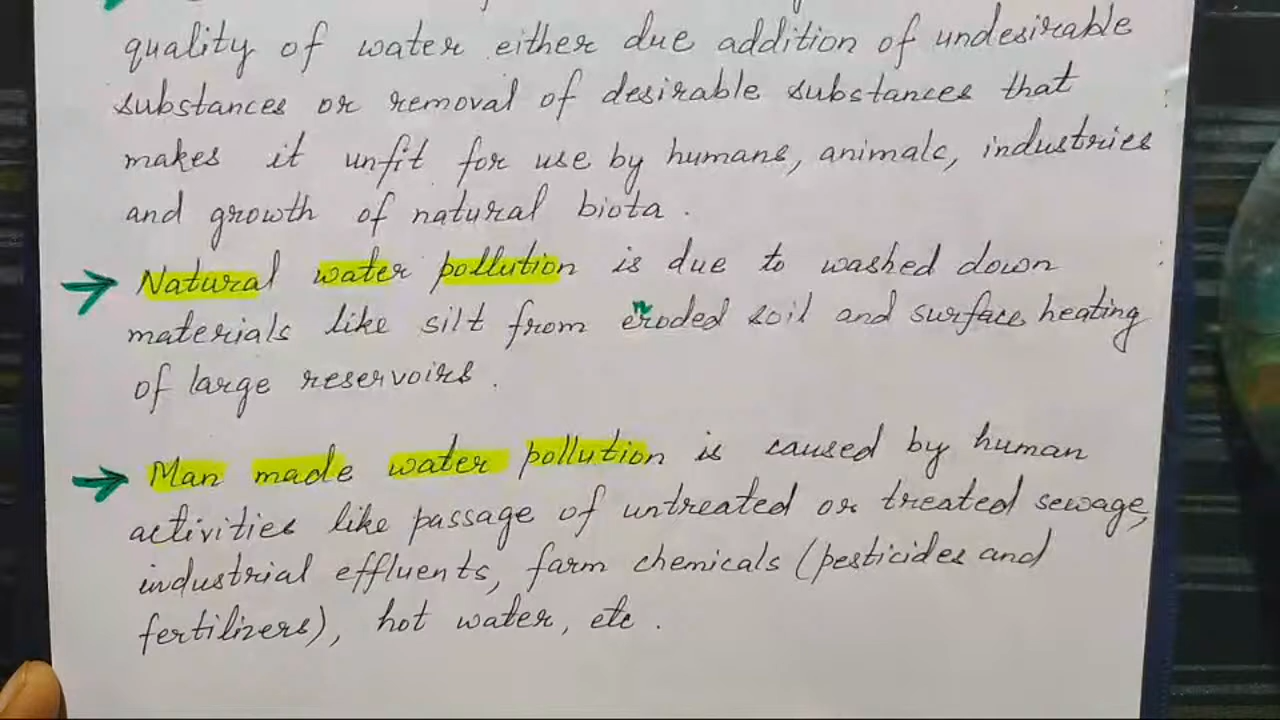 quality of water either due addition of undesirable
substances or removal of desirable substances that
makes it unfit for use by humans, animals, industries
and growth of natural biota.
Natural water pollution is due to washed down
materials like silt from eroded soil and surface heating
of large reservoirs.
Man made water pollution is caused by human
activities like passage of untreated or treated sewage,
industrial effluents, farm chemicals (pesticides and
fertilizers), hot water, etc.